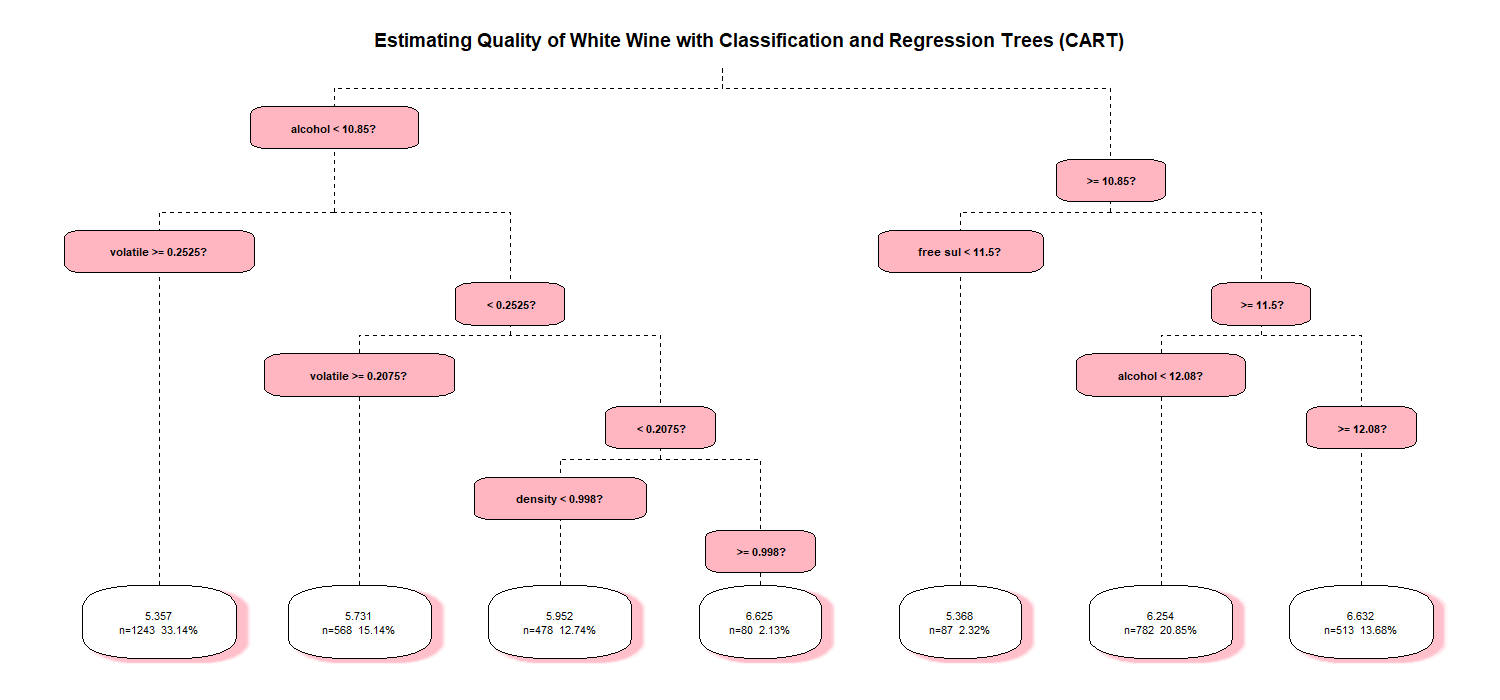 Estimating Quality of White Wine with Classification and Regression Trees (CART)
alcohol < 10.85?
>= 10.85?
volatile >= 0.2525?
free sul < 11.5?
< 0.2525?
>= 11.5?
volatile >= 0.2075?
alcohol < 12.08?
< 0.2075?
>= 12.08?
density < 0.998?
>= 0.998?
5.357
n=1243 33.14%
5.731
n=568 15.14%
5.952
n=478 12.74%
6.625
n=80 2.13%
5.368
n=87 2.32%
6.254
n=782 20.85%
6.632
n=513 13.68%